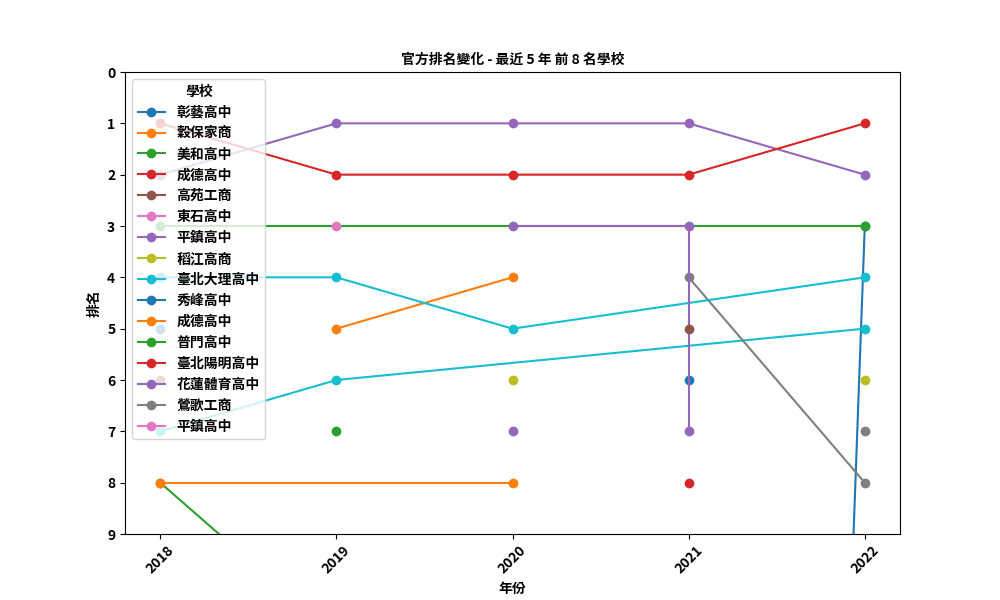 官方排名變化 - 最近 5 年 前 8 名學校
0
1
2
3
4
5
6
7
8
9
排名
學校
彰藝高中
穀保家商
美和高中
成德高中
高苑工商
東石高中
平鎮高中
稻江高商
臺北大理高中
秀峰高中
成德高中
普門高中
臺北陽明高中
花蓮體育高中
鶯歌工商
平鎮高中
2018
2019
2020
2021
2022
年份